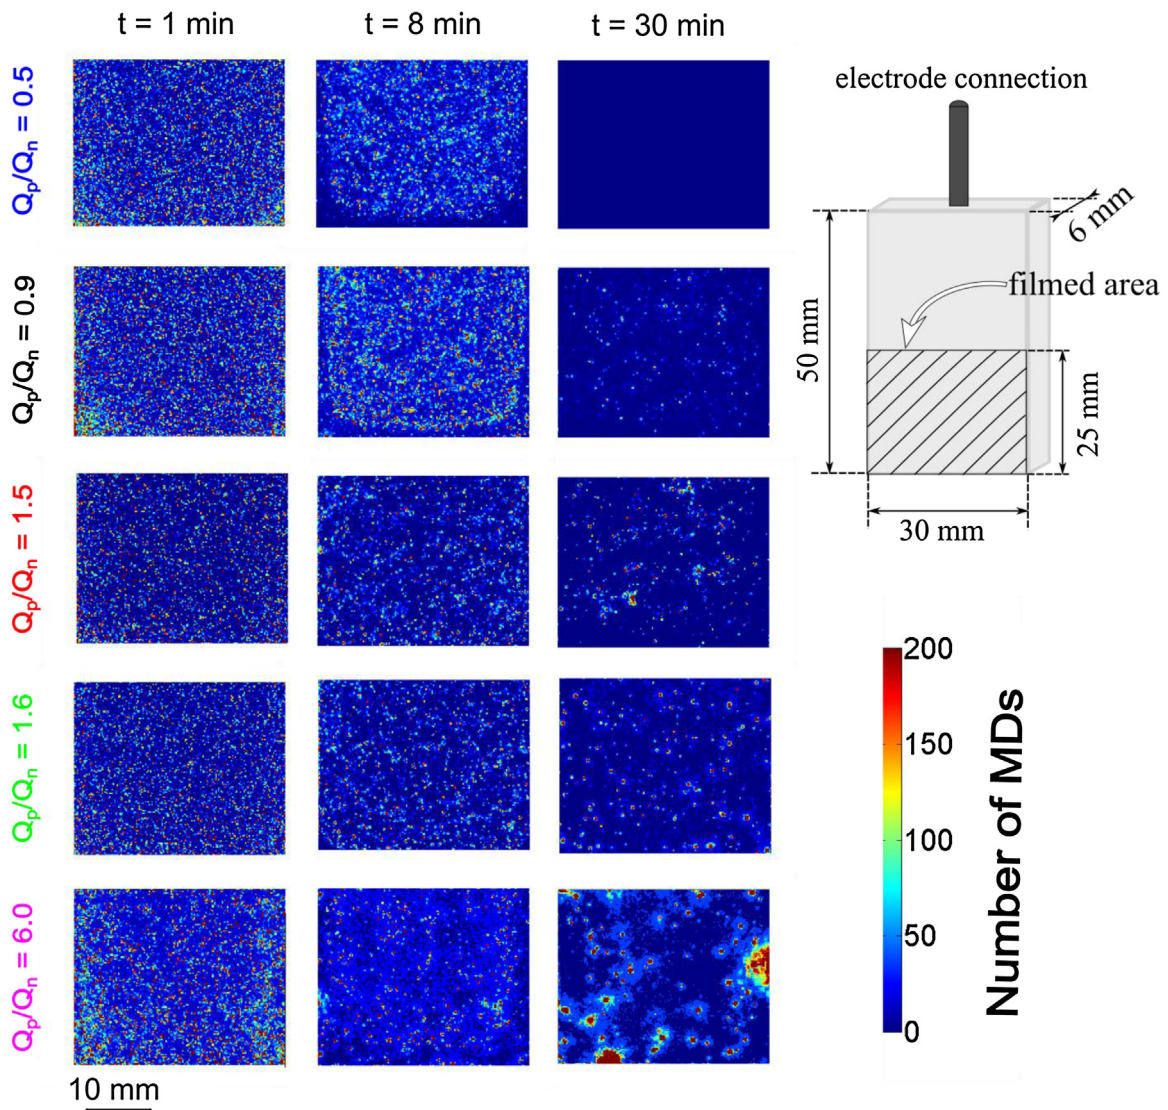 t = 1 min
t = 8 min
t = 30 min
Qp/Qn = 0.5
Qp/Qn = 0.9
Qp/Qn = 1.5
Qp/Qn = 1.6
Qp/Qn = 6.0
10 mm
electrode connection
6 mm
filmed area
50 mm
25 mm
30 mm
200
150
100
50
0
Number of MDs